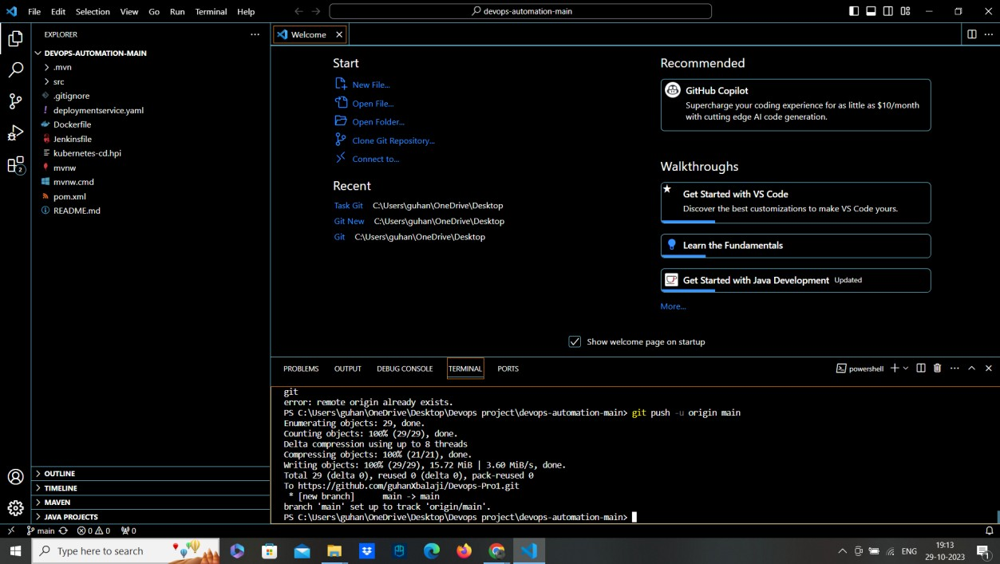 File Edit Selection View Go Run Terminal Help
devops-automation-main
EXPLORER
DEVOPS-AUTOMATION-MAIN
.mvn
src
.gitignore
deploymentservice.yaml
Dockerfile
Jenkinsfile
kubernetes-cd.hpi
mvnw
mvnw.cmd
pom.xml
README.md
OUTLINE
TIMELINE
MAVEN
JAVA PROJECTS
2
Welcome
Start
New File...
Open File...
Open Folder...
Clone Git Repository...
Connect to...
Recent
Task Git C:\Users\guhan\OneDrive\Desktop
Git New C:\Users\guhan\OneDrive\Desktop
Git C:\Users\guhan\OneDrive\Desktop
Recommended
GitHub Copilot
Supercharge your coding experience for as little as $10/month
with cutting edge AI code generation.
Walkthroughs
Get Started with VS Code
Discover the best customizations to make VS Code yours.
Learn the Fundamentals
Get Started with Java Development Updated
More...
Show welcome page on startup
PROBLEMS OUTPUT DEBUG CONSOLE TERMINAL PORTS
powershell
git
error: remote origin already exists.
PS C:\Users\guhan\OneDrive\Desktop\Devops project\devops-automation-main> git push -u origin main
Enumerating objects: 29, done.
Counting objects: 100% (29/29), done.
Delta compression using up to 8 threads
Compressing objects: 100% (21/21), done.
Writing objects: 100% (29/29), 15.72 MiB | 3.60 MiB/s, done.
Total 29 (delta 0), reused 0 (delta 0), pack-reused 0
To https://github.com/guhanXbalaji/Devops-Pro1.git
* [new branch] main -> main
branch 'main' set up to track 'origin/main'.
PS C:\Users\guhan\OneDrive\Desktop\Devops project\devops-automation-main>
main 0 0 0
Type here to search
ENG
19:13
29-10-2023
1